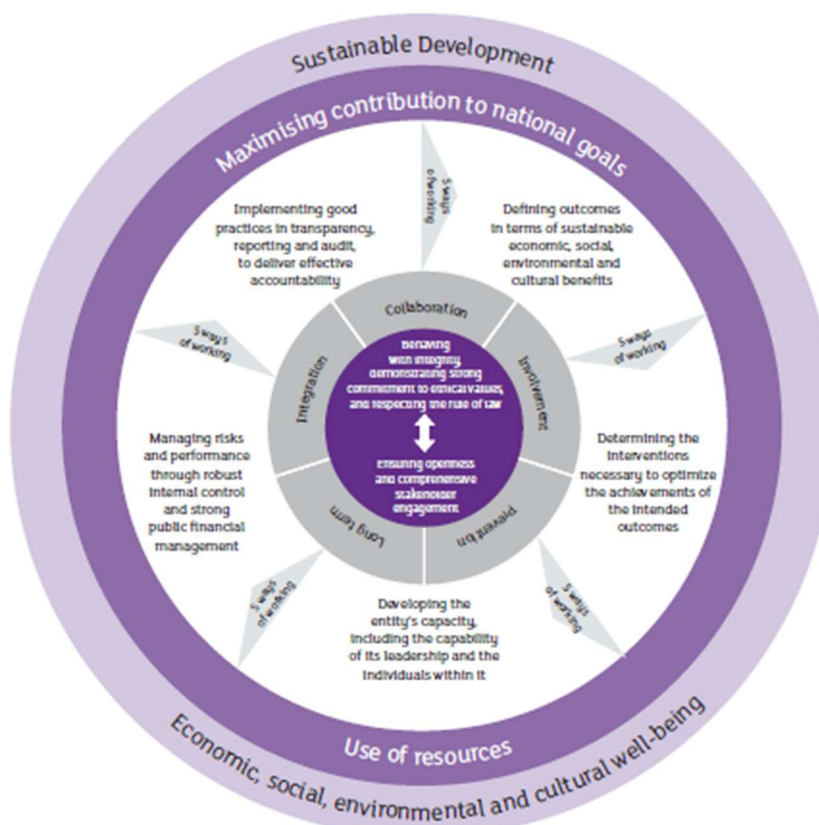 Sustainable Development
Maximising contribution to national goals
5 ways
of working
Implementing good
practices in transparency,
reporting and audit,
to deliver effective
accountability
Defining outcomes
in terms of sustainable
economic, social,
environmental and
cultural benefits
Collaboration
5 ways
of working
5 ways
of working
Integration
Involvement
Behaving
with integrity,
demonstrating strong
commitment to ethical values,
and respecting the rule of law
Managing risks
and performance
through robust
internal control
and strong
public financial
management
Determining the
interventions
necessary to optimize
the achievements of
the intended
outcomes
Ensuring openness
and comprehensive
stakeholder
engagement
Long term
Prevention
5 ways
of working
5 ways
of working
Developing the
entity's capacity,
including the capability
of its leadership and the
individuals within it
Use of resources
Economic, social, environmental and cultural well-being